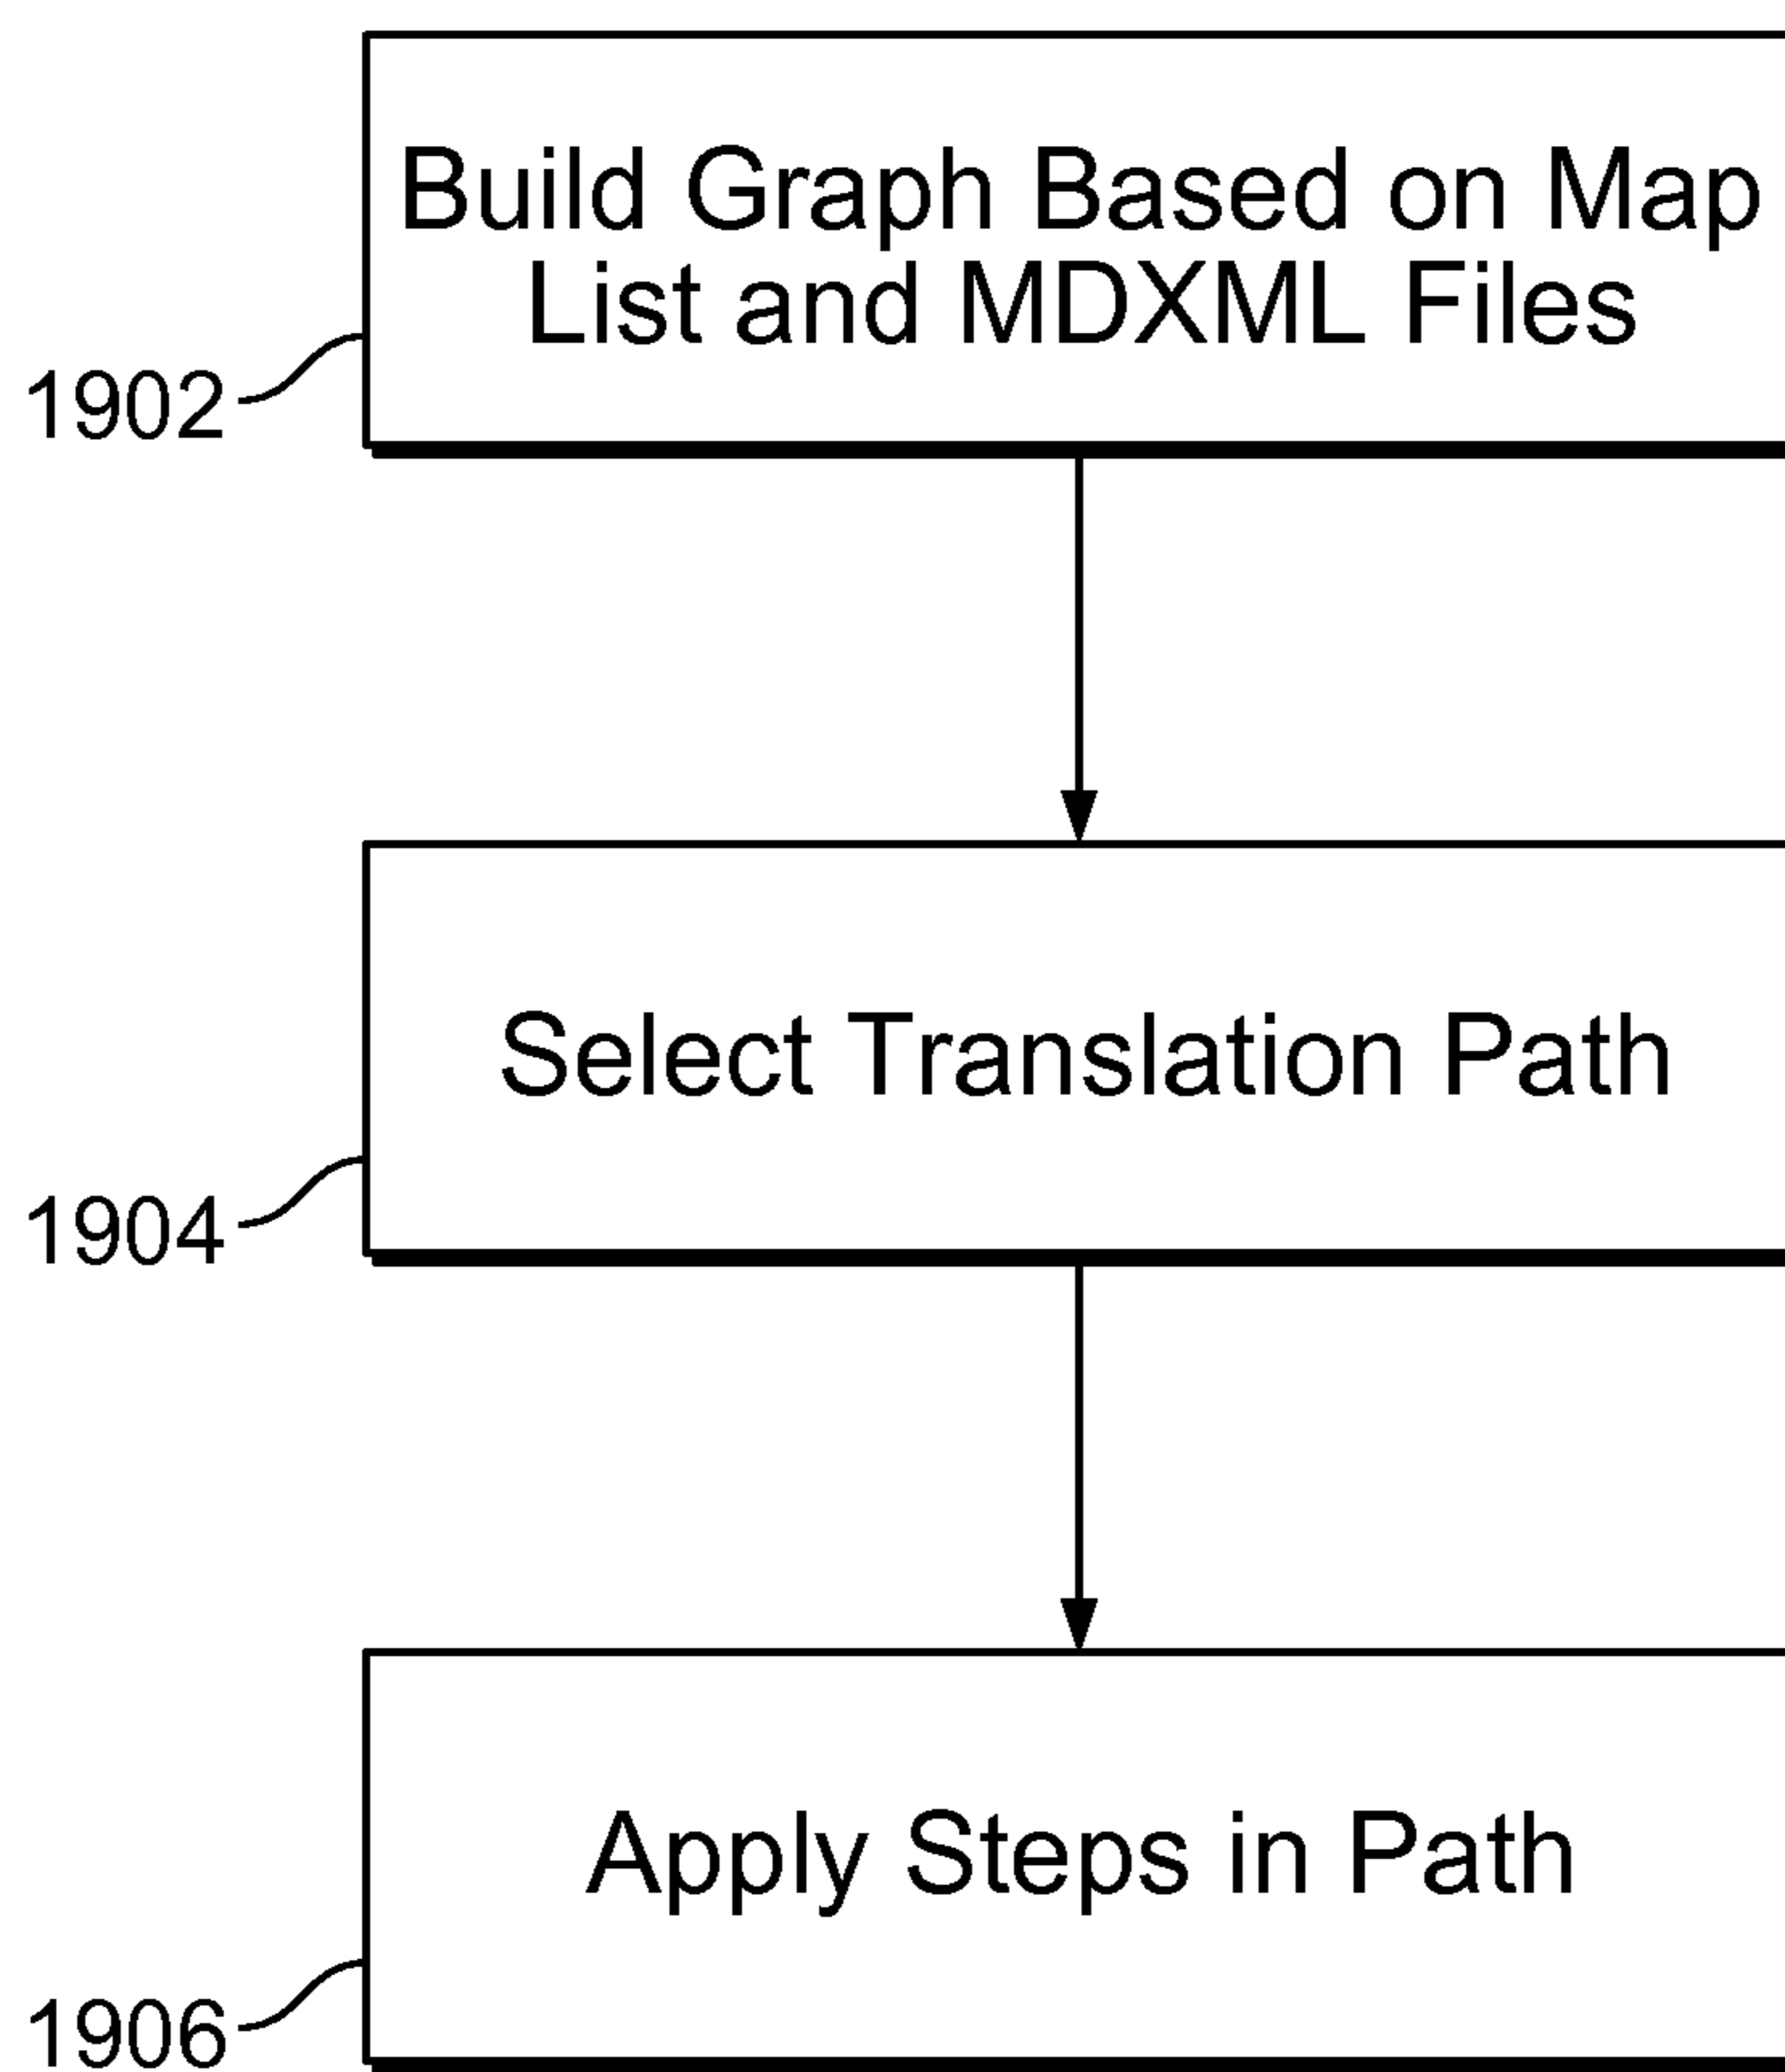 Build Graph Based on Map
List and MDXML Files
1902
Select Translation Path
1904
Apply Steps in Path
1906